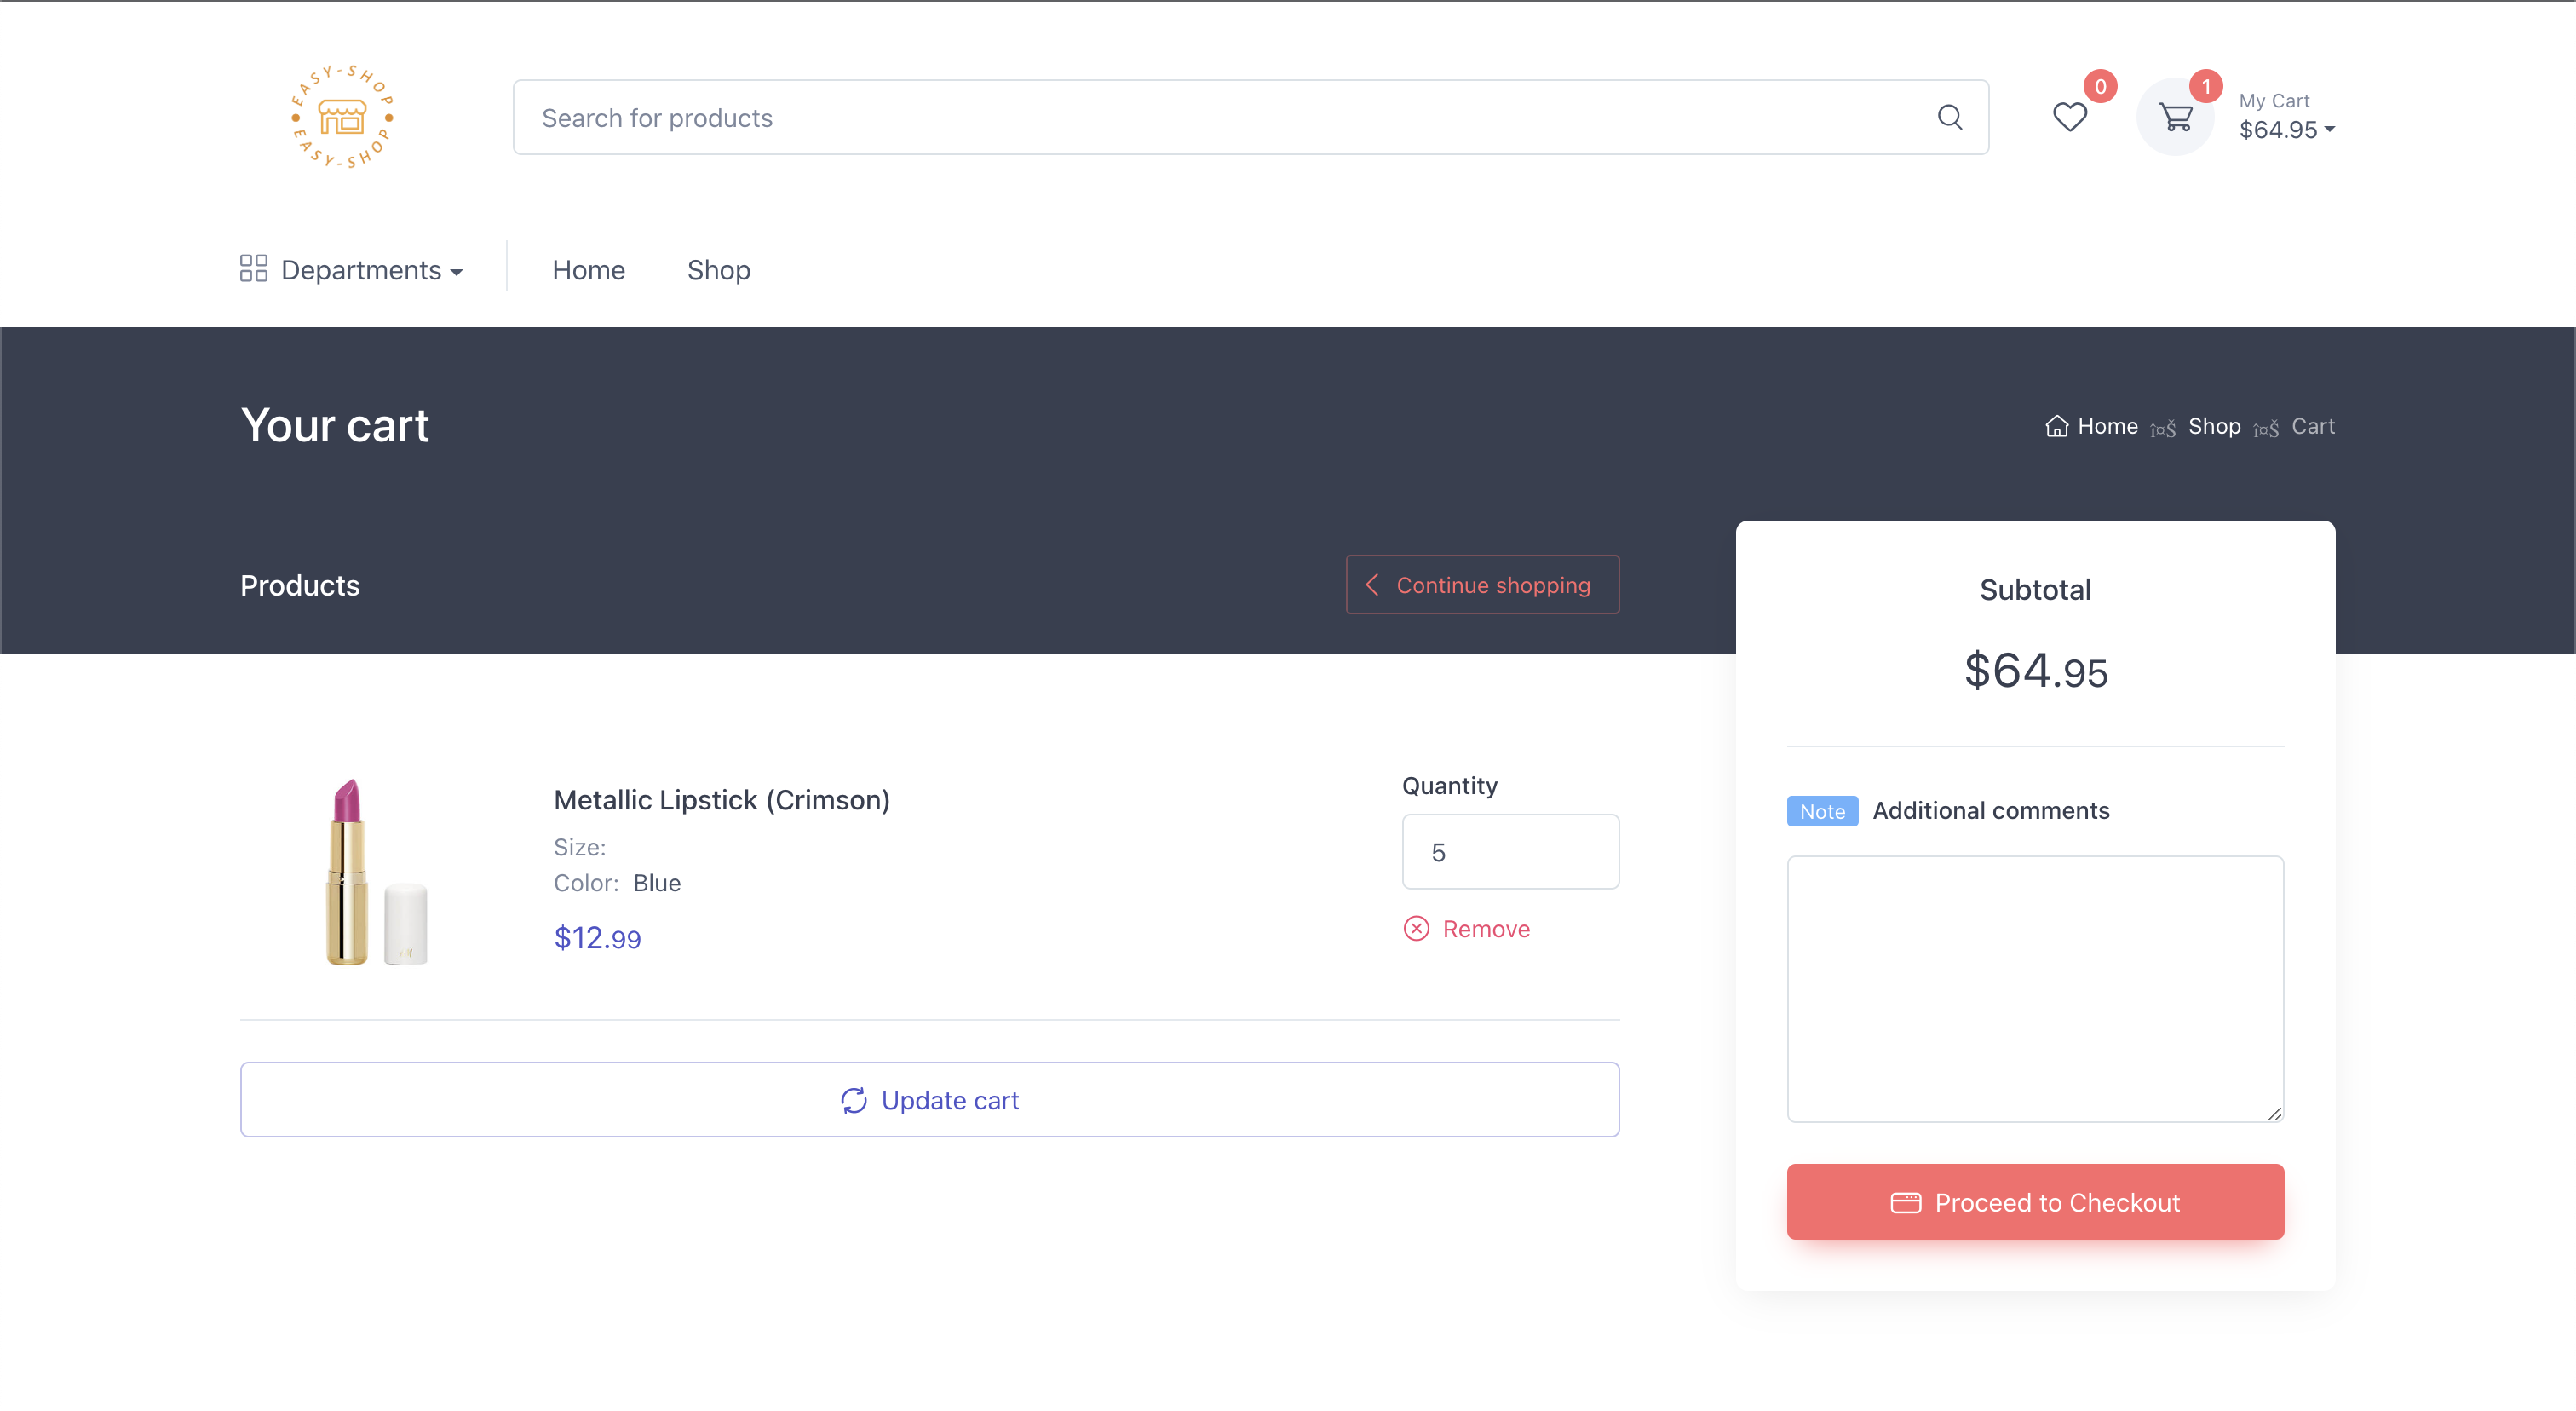 EASY-SHOP
EASY-SHOP
Search for products
0
1
My Cart
$64.95
Departments
Home
Shop
Your cart
Home î¤Š Shop î¤Š Cart
Products
Continue shopping
Subtotal
$64.95
Metallic Lipstick (Crimson)
Size:
Color: Blue
$12.99
Quantity
5
Remove
Note Additional comments
Update cart
Proceed to Checkout